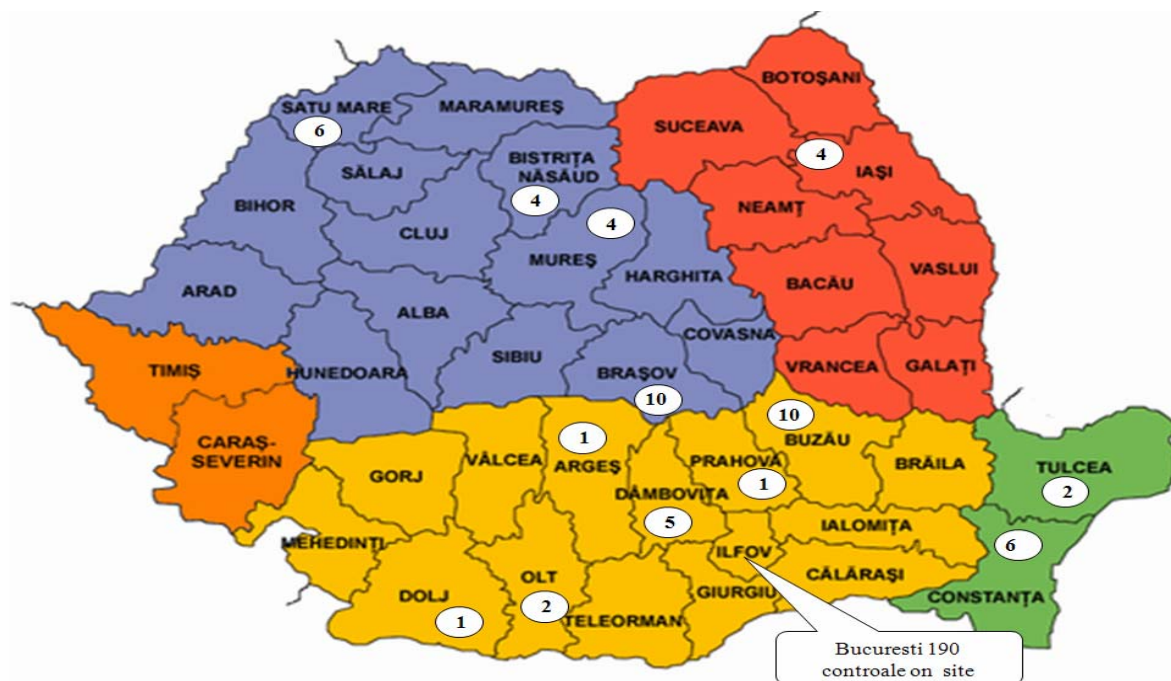 BOTOŞANI
SATU MARE
MARAMUREŞ
SUCEAVA
6
4
IAŞI
BISTRIŢA
NĂSĂUD
SĂLAJ
4
BIHOR
NEAMŢ
4
CLUJ
MUREŞ
HARGHITA
VASLUI
BACĂU
ARAD
ALBA
COVASNA
SIBIU
TIMIŞ
HUNEDOARA
BRAŞOV
VRANCEA
GALAŢI
10
10
CARAŞ-
SEVERIN
1
BUZĂU
GORJ
VÂLCEA
ARGEŞ
PRAHOVA
BRĂILA
TULCEA
1
2
DÂMBOVIŢA
5
IALOMIŢA
MEHEDINŢI
ILFOV
6
OLT
CĂLĂRAŞI
DOLJ
GIURGIU
CONSTANŢA
2
1
TELEORMAN
Bucuresti 190
controale on site